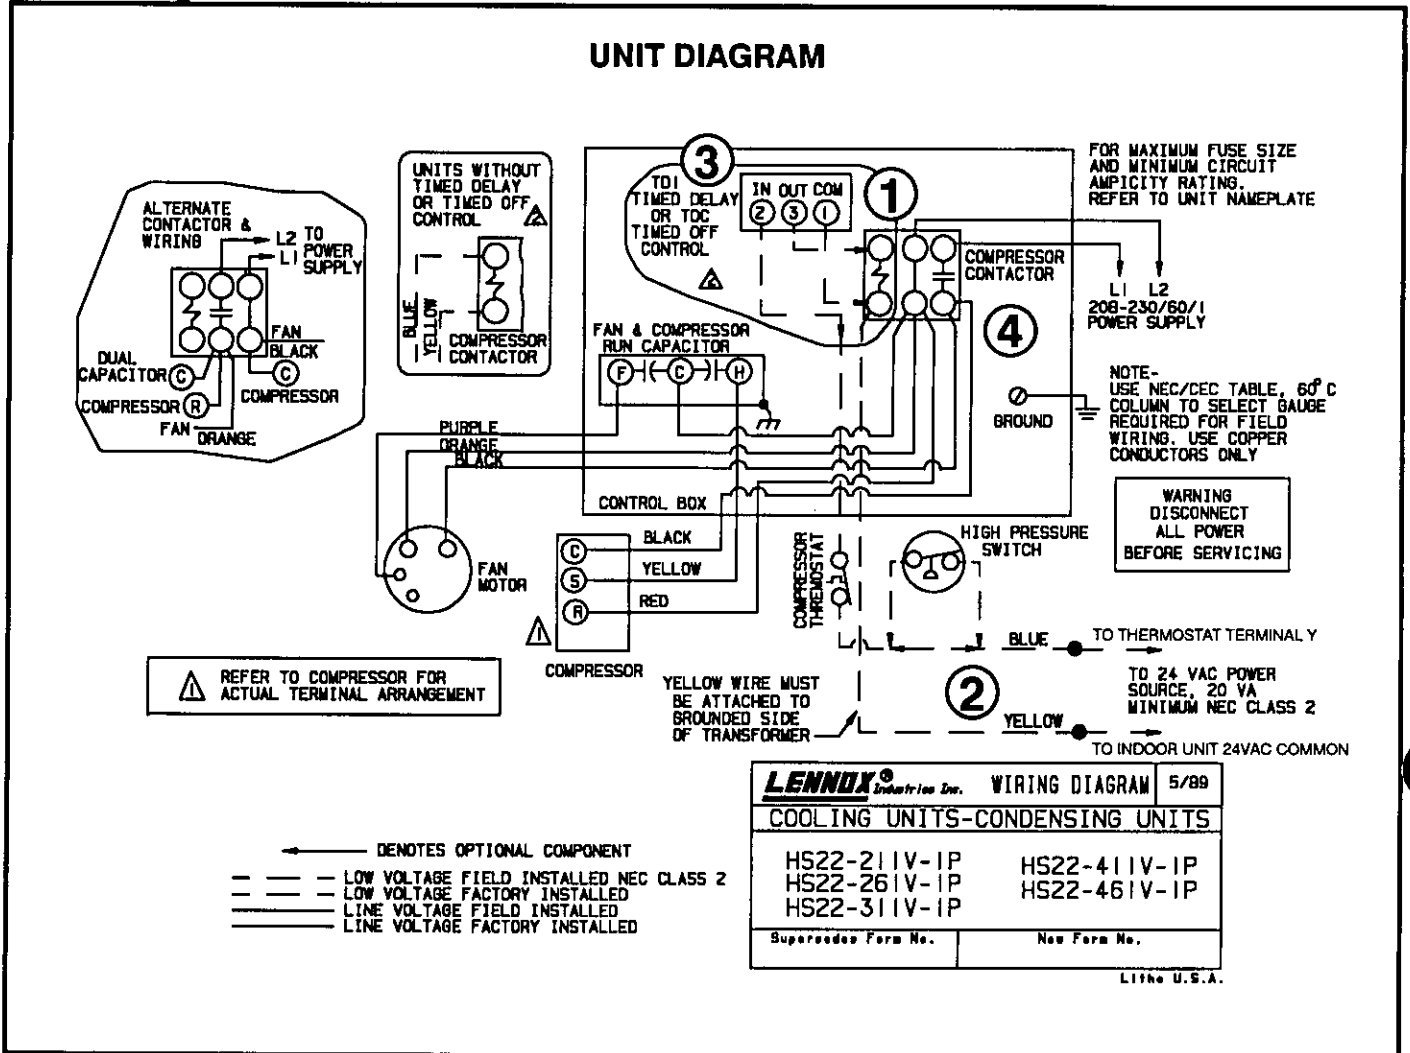 UNIT DIAGRAM
ALTERNATE
CONTACTOR &
WIRING
L2 TO
L1 POWER
SUPPLY
FAN
BLACK
DUAL
CAPACITOR C
C
COMPRESSOR
COMPRESSOR R
FAN
ORANGE
UNITS WITHOUT
TIMED DELAY
OR TIMED OFF
CONTROL
2
BLUE
YELLOW
COMPRESSOR
CONTACTOR
3
TD1
TIMED DELAY
OR TOC
TIMED OFF
CONTROL
2
IN OUT COM
2 3 1
1
COMPRESSOR
CONTACTOR
4
FAN & COMPRESSOR
RUN CAPACITOR
F C H
GROUND
CONTROL BOX
FOR MAXIMUM FUSE SIZE
AND MINIMUM CIRCUIT
AMPICITY RATING.
REFER TO UNIT NAMEPLATE
L1 L2
208-230/60/1
POWER SUPPLY
NOTE-
USE NEC/CEC TABLE, 60°C
COLUMN TO SELECT GAUGE
REQUIRED FOR FIELD
WIRING. USE COPPER
CONDUCTORS ONLY
WARNING
DISCONNECT
ALL POWER
BEFORE SERVICING
PURPLE
ORANGE
BLACK
FAN
MOTOR
C
S
R
BLACK
YELLOW
RED
1
COMPRESSOR
COMPRESSOR
THREMOSTAT
HIGH PRESSURE
SWITCH
BLUE
TO THERMOSTAT TERMINAL Y
2
TO 24 VAC POWER
SOURCE, 20 VA
MINIMUM NEC CLASS 2
YELLOW
TO INDOOR UNIT 24VAC COMMON
YELLOW WIRE MUST
BE ATTACHED TO
GROUNDED SIDE
OF TRANSFORMER
1 REFER TO COMPRESSOR FOR
ACTUAL TERMINAL ARRANGEMENT
DENOTES OPTIONAL COMPONENT
LOW VOLTAGE FIELD INSTALLED NEC CLASS 2
LOW VOLTAGE FACTORY INSTALLED
LINE VOLTAGE FIELD INSTALLED
LINE VOLTAGE FACTORY INSTALLED
LENNOX® Industries Inc. WIRING DIAGRAM 5/89
COOLING UNITS-CONDENSING UNITS
HS22-211V-1P
HS22-261V-1P
HS22-311V-1P
HS22-411V-1P
HS22-461V-1P
Supersedes Form No.
New Form No.
Litho U.S.A.